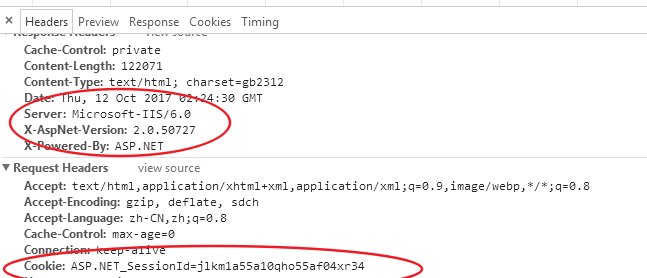 × Headers Preview Response Cookies Timing
Response Headers view source
Cache-Control: private
Content-Length: 122071
Content-Type: text/html; charset=gb2312
Date: Thu, 12 Oct 2017 02:24:30 GMT
Server: Microsoft-IIS/6.0
X-AspNet-Version: 2.0.50727
X-Powered-By: ASP.NET
▼ Request Headers view source
Accept: text/html,application/xhtml+xml,application/xml;q=0.9,image/webp,*/*;q=0.8
Accept-Encoding: gzip, deflate, sdch
Accept-Language: zh-CN,zh;q=0.8
Cache-Control: max-age=0
Connection: keep-alive
Cookie: ASP.NET_SessionId=jlkm1a55a10qho55af04xr34